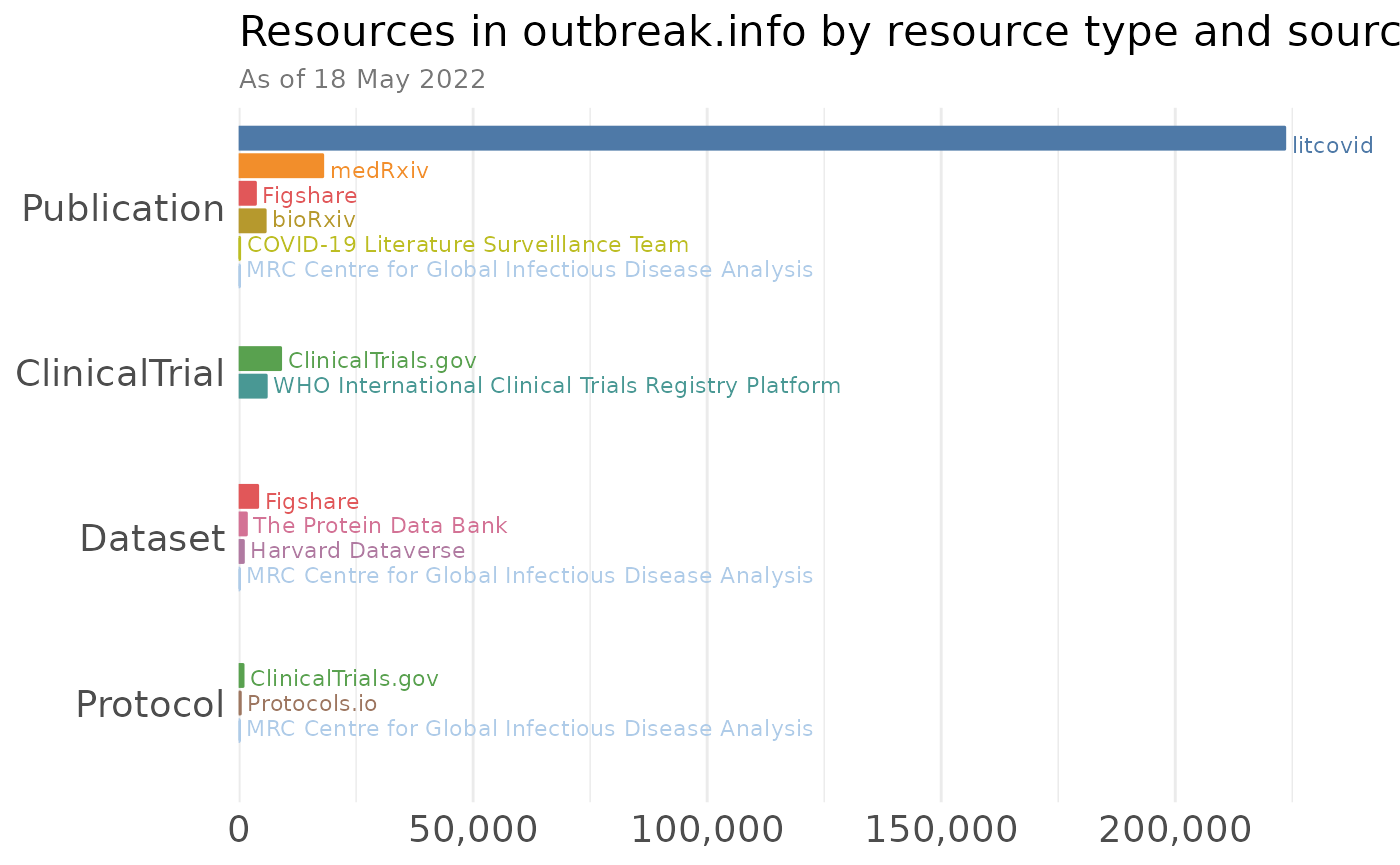 Resources in outbreak.info by resource type and sourc
As of 18 May 2022
litcovid
medRxiv
Figshare
Publication
bioRxiv
COVID-19 Literature Surveillance Team
MRC Centre for Global Infectious Disease Analysis
ClinicalTrials.gov
ClinicalTrial
WHO International Clinical Trials Registry Platform
Figshare
The Protein Data Bank
Dataset
Harvard Dataverse
MRC Centre for Global Infectious Disease Analysis
ClinicalTrials.gov
Protocol
Protocols.io
MRC Centre for Global Infectious Disease Analysis
0 50,000 100,000 150,000 200,000